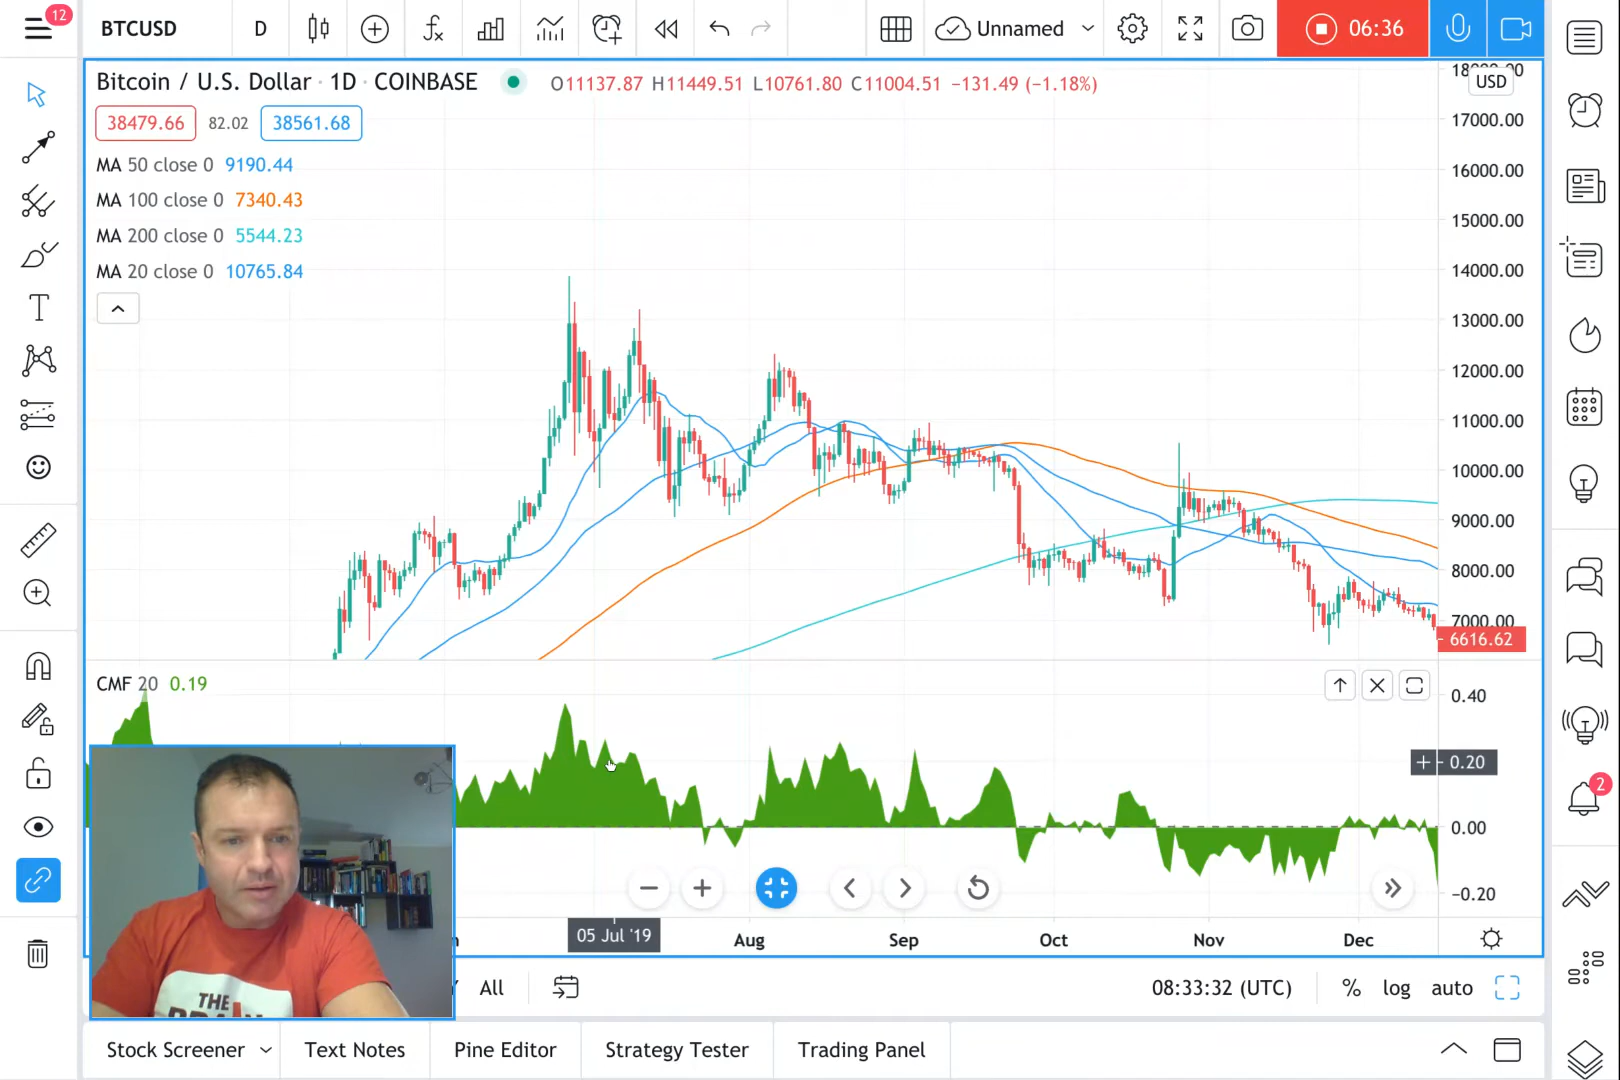 12
BTCUSD
D
Unnamed
06:36
Bitcoin / U.S. Dollar · 1D · COINBASE
O11137.87 H11449.51 L10761.80 C11004.51 −131.49 (−1.18%)
USD
38479.66 82.02 38561.68
MA 50 close 0 9190.44
MA 100 close 0 7340.43
MA 200 close 0 5544.23
MA 20 close 0 10765.84
17000.00
16000.00
15000.00
14000.00
13000.00
12000.00
11000.00
10000.00
9000.00
8000.00
7000.00
6616.62
CMF 20 0.19
0.40
0.20
0.00
−0.20
2
05 Jul '19
Aug
Sep
Oct
Nov
Dec
THE
All
08:33:32 (UTC)
%
log
auto
Stock Screener
Text Notes
Pine Editor
Strategy Tester
Trading Panel